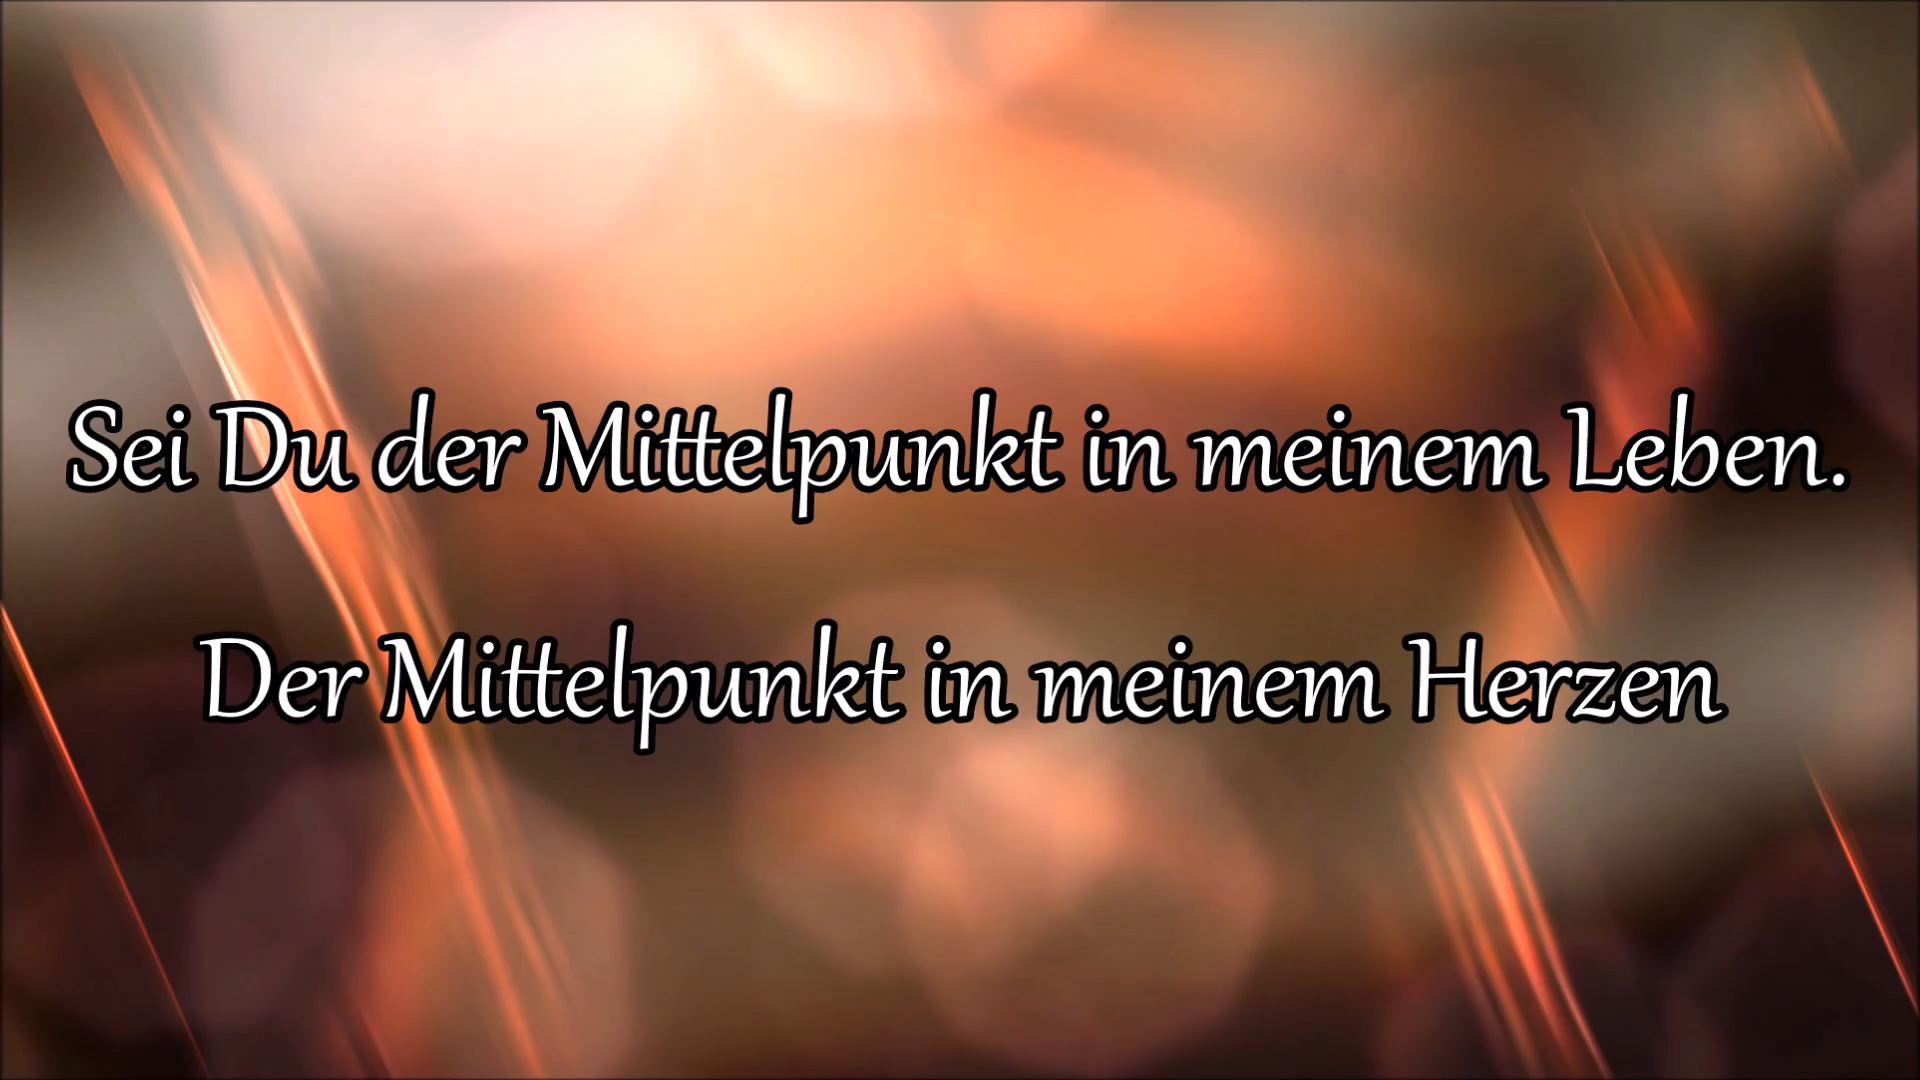 Sei Du der Mittelpunkt in meinem Leben.
Der Mittelpunkt in meinem Herzen